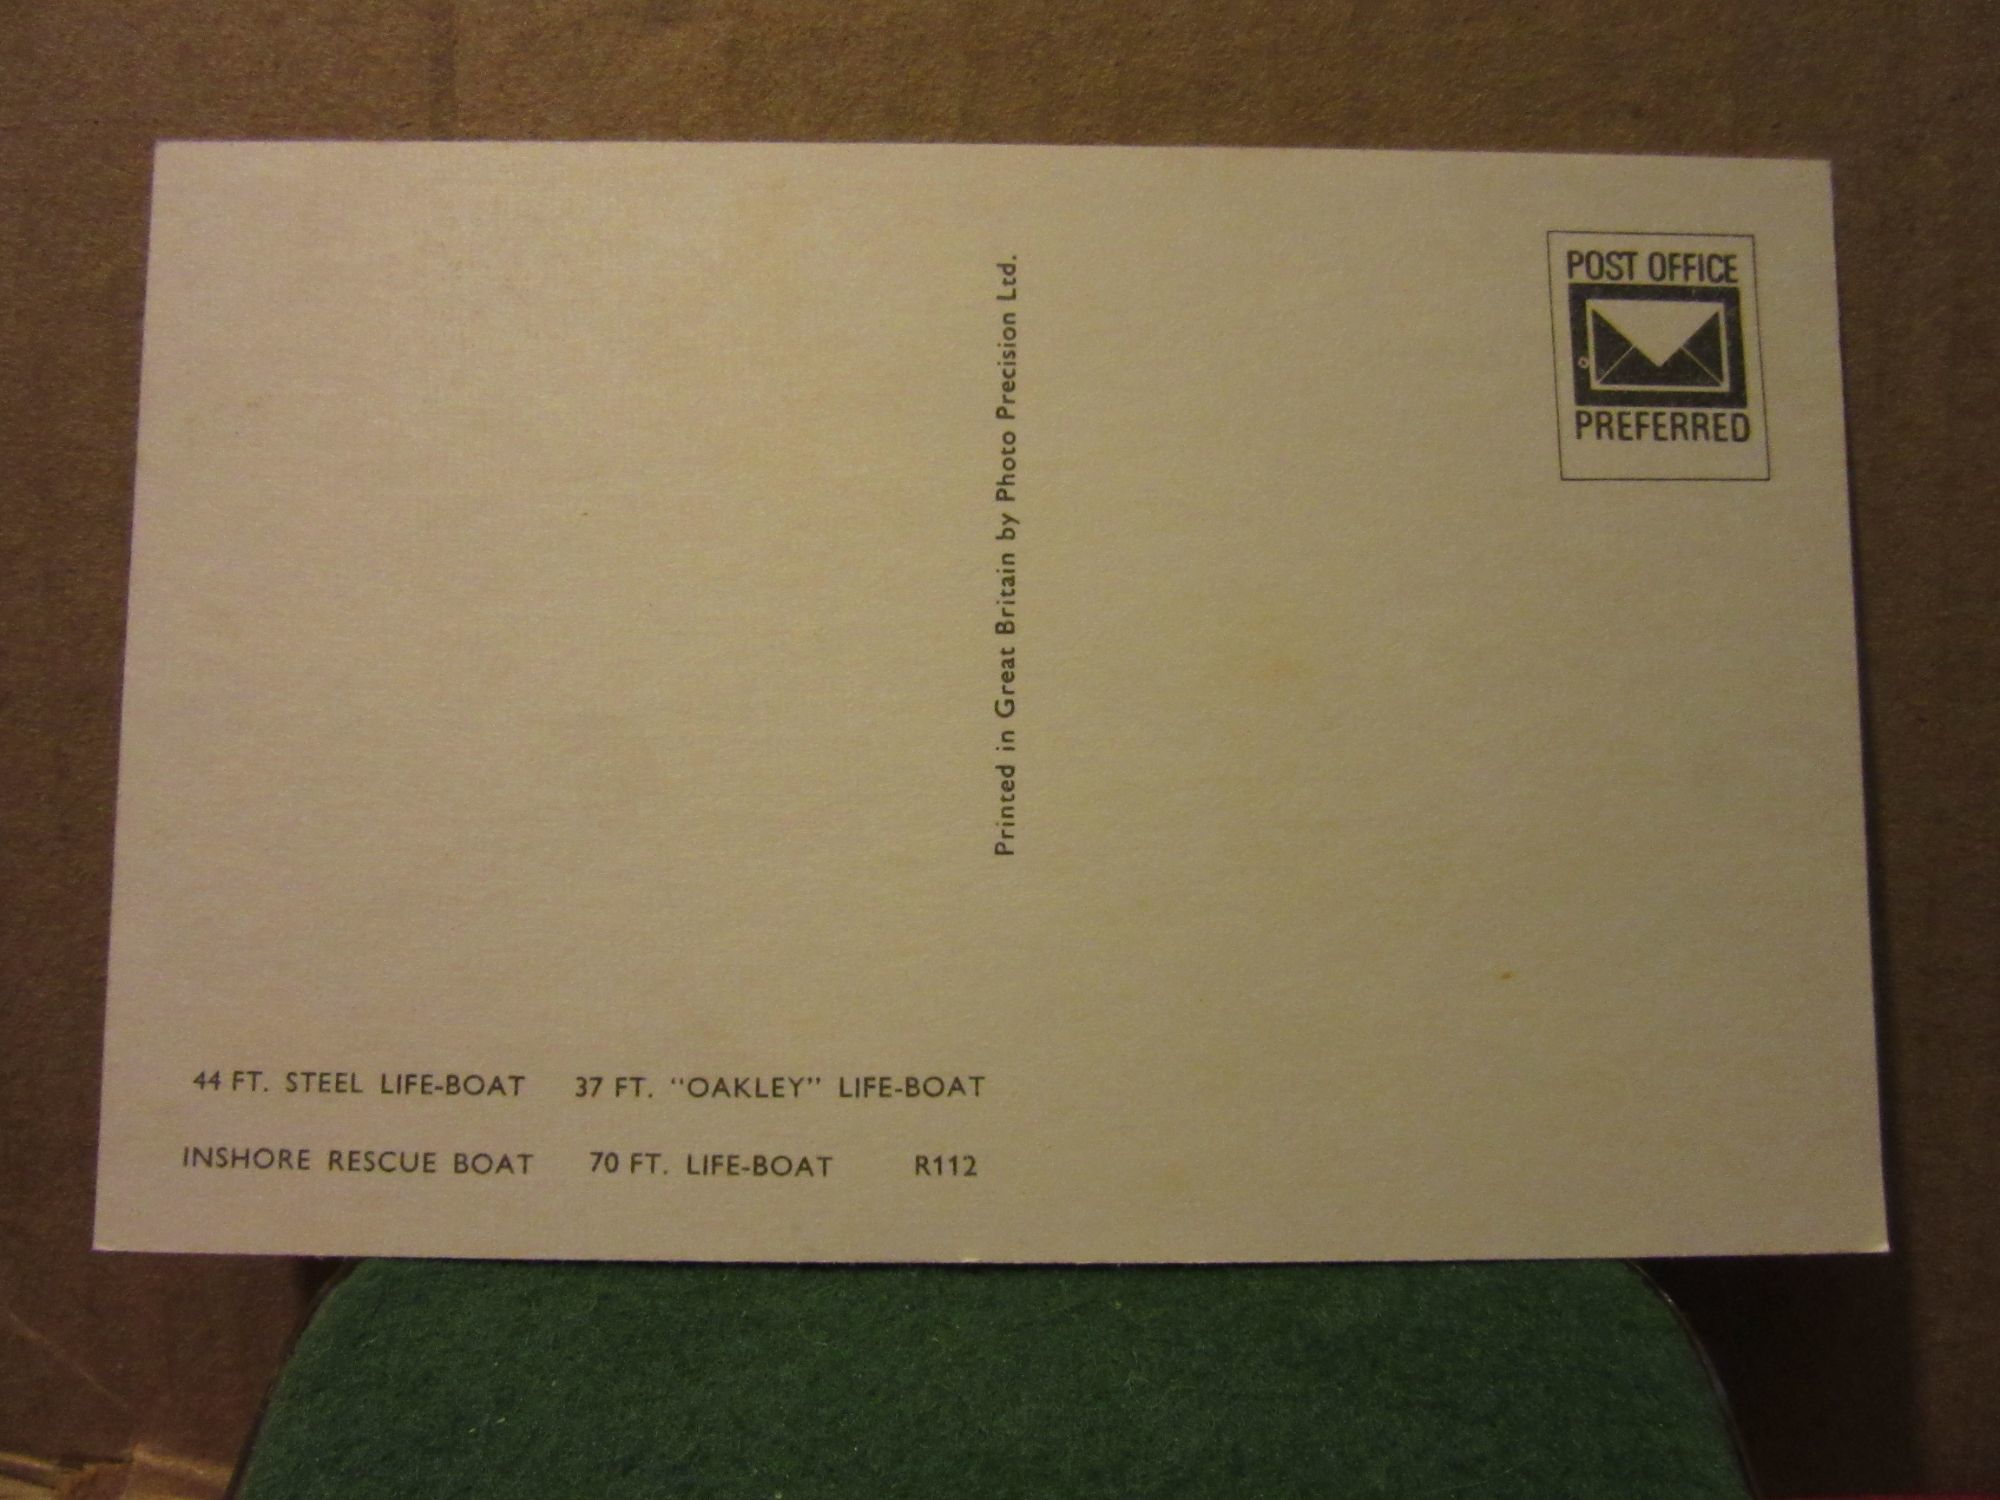 POST OFFICE
PREFERRED
Printed in Great Britain by Photo Precision Ltd.
44 FT. STEEL LIFE-BOAT 37 FT. "OAKLEY" LIFE-BOAT
INSHORE RESCUE BOAT 70 FT. LIFE-BOAT R112